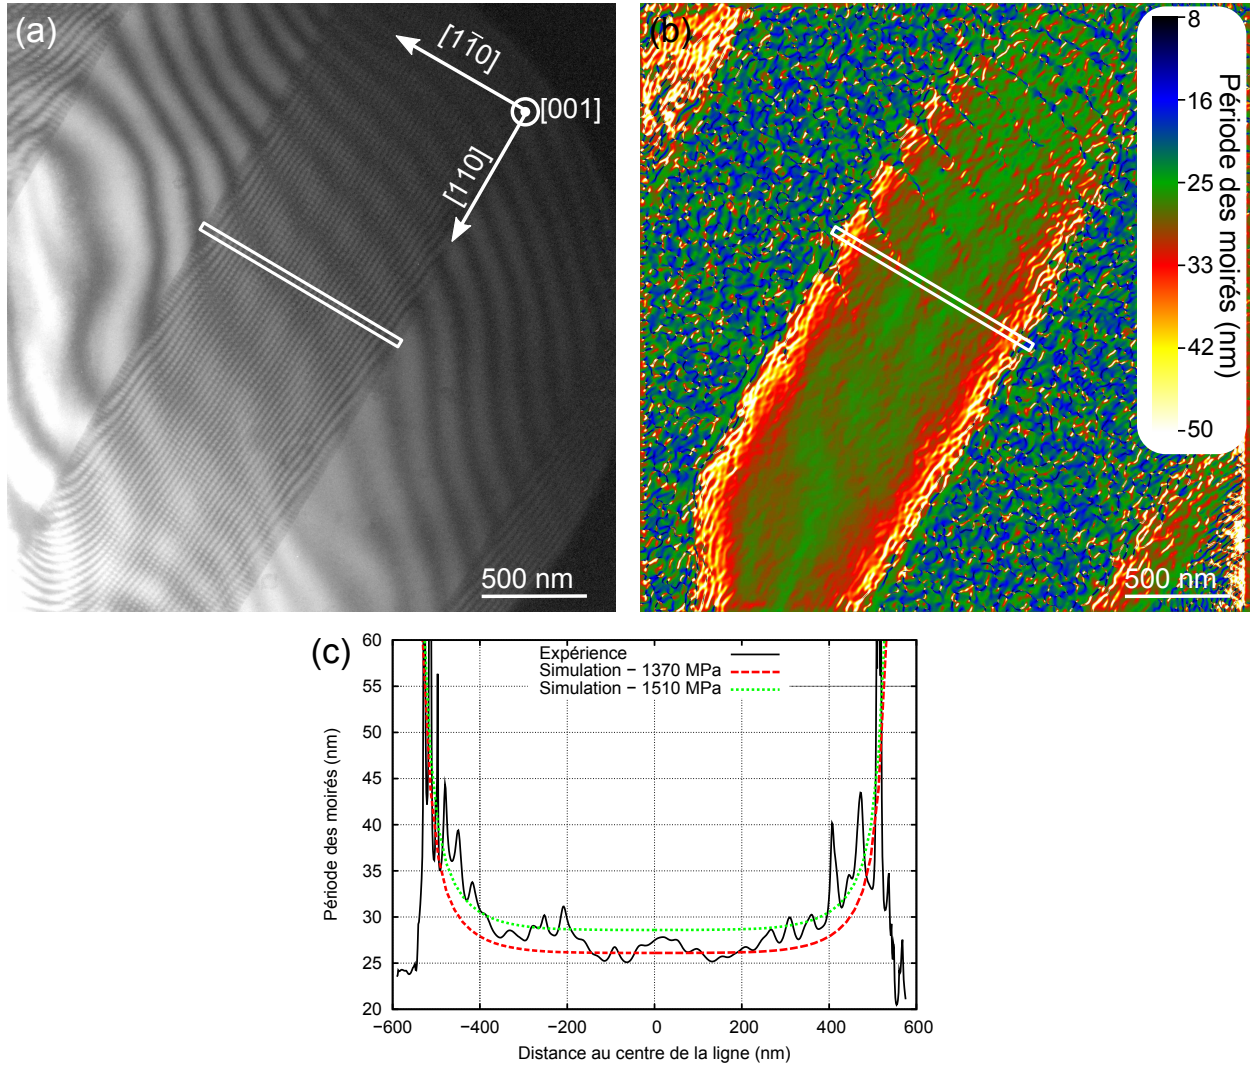 (a)
[11̄0]
[001]
[110]
500 nm
(b)
8
16
25
33
42
50
Période des moirés (nm)
500 nm
(c)
Expérience
Simulation − 1370 MPa
Simulation − 1510 MPa
60
55
50
45
40
35
30
25
20
Période des moirés (nm)
−600
−400
−200
0
200
400
600
Distance au centre de la ligne (nm)